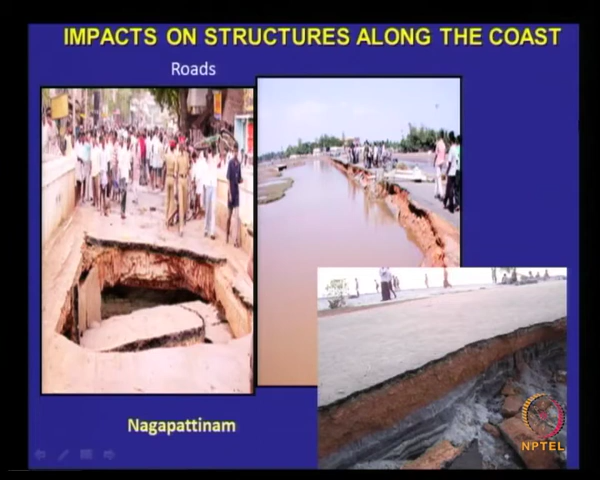 IMPACTS ON STRUCTURES ALONG THE COAST
Roads
Nagapattinam
NPTEL